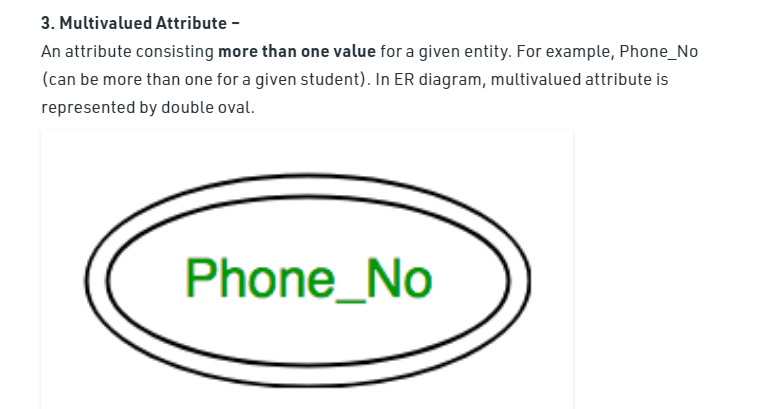 3. Multivalued Attribute –
An attribute consisting more than one value for a given entity. For example, Phone_No
(can be more than one for a given student). In ER diagram, multivalued attribute is
represented by double oval.
Phone_No